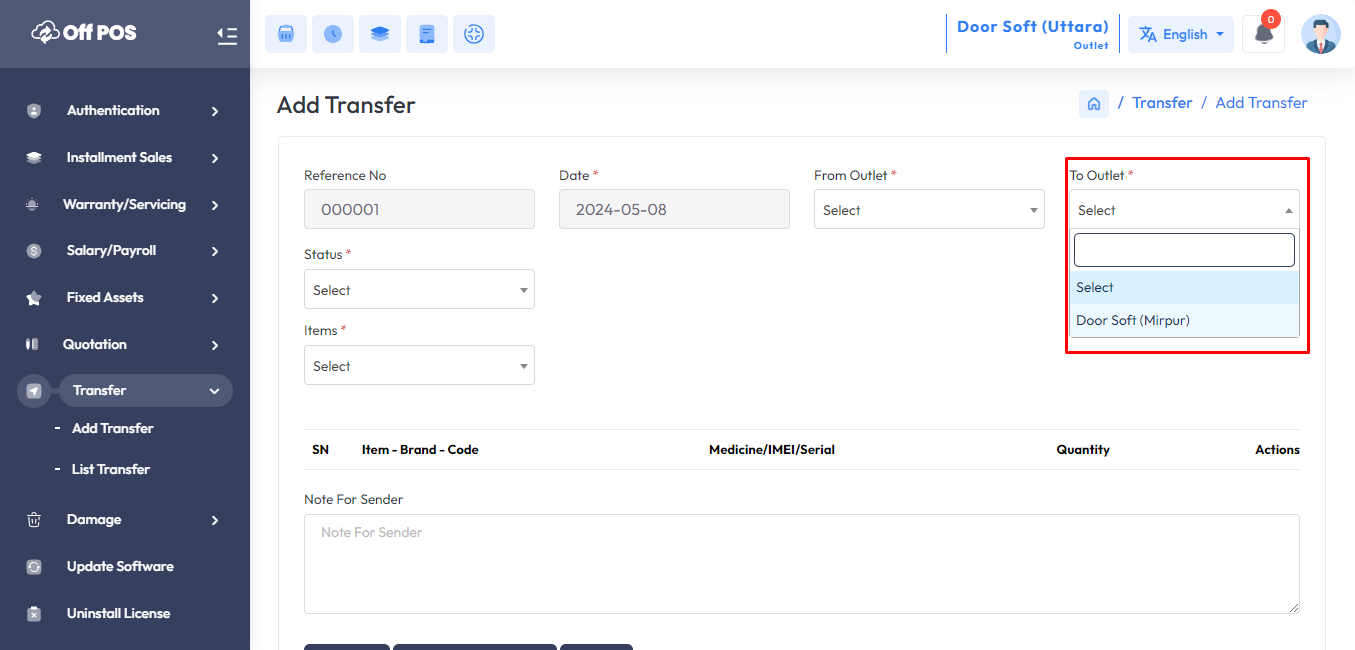 Off POS
Door Soft (Uttara)
Outlet
English
0
Authentication
Installment Sales
Warranty/Servicing
Salary/Payroll
Fixed Assets
Quotation
Transfer
- Add Transfer
- List Transfer
Damage
Update Software
Uninstall License
Add Transfer
/ Transfer / Add Transfer
Reference No
000001
Date *
2024-05-08
From Outlet *
Select
To Outlet *
Select
Select
Door Soft (Mirpur)
Status *
Select
Items *
Select
SN Item - Brand - Code Medicine/IMEI/Serial Quantity Actions
Note For Sender
Note For Sender